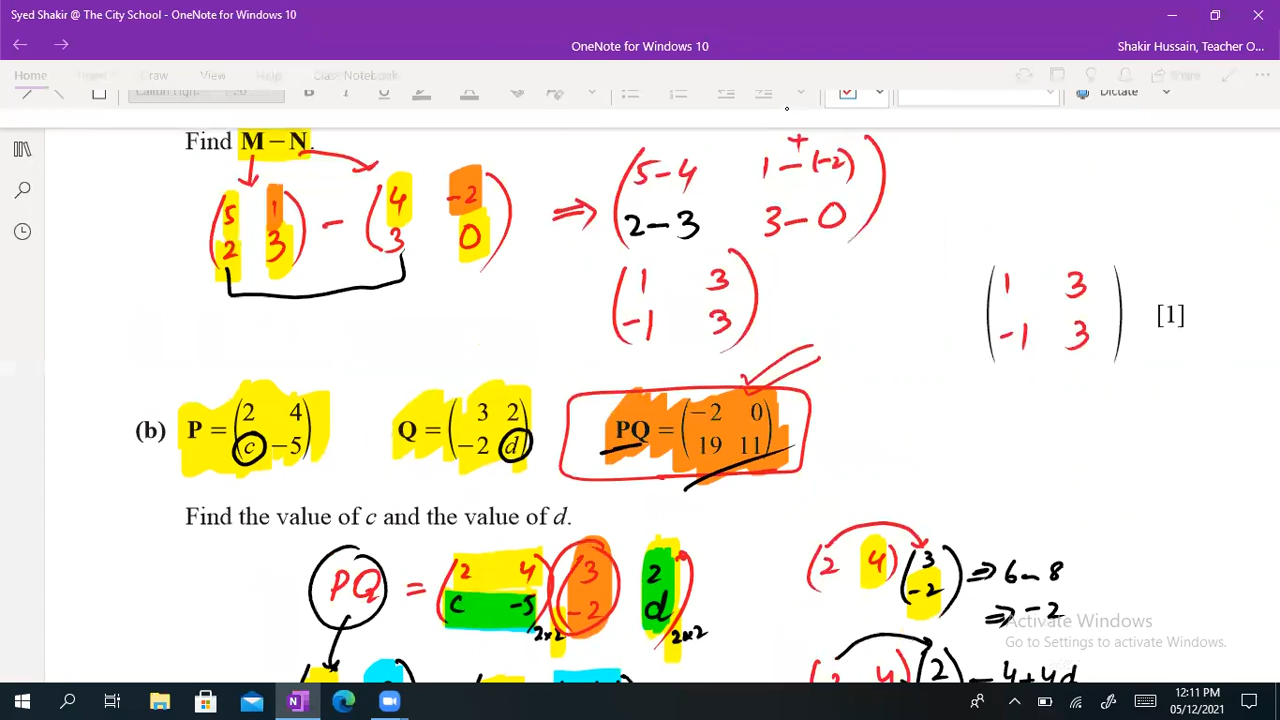 Syed Shakir @ The City School - OneNote for Windows 10
OneNote for Windows 10
Shakir Hussain, Teacher O...
Home Draw View Help Class Notebook Share
B I U A Dictate
Find M − N.
(5 1 − (4 -2 ⇒ (5-4 1-(-2)
2 3) 3 0) 2-3 3-0)
+
(1 3
-1 3)
(1 3
-1 3) [1]
(b) P = (2 4 Q = (3 2 PQ = (−2 0
c −5) −2 d) 19 11)
Find the value of c and the value of d.
PQ = (2 4 (3 2
c -5) -2 d)
2×2 2×2
(2 4) (3 ⇒ 6-8
-2) ⇒ -2
(2 4) (2 = 4+4d
Activate Windows
Go to Settings to activate Windows.
12:11 PM
05/12/2021